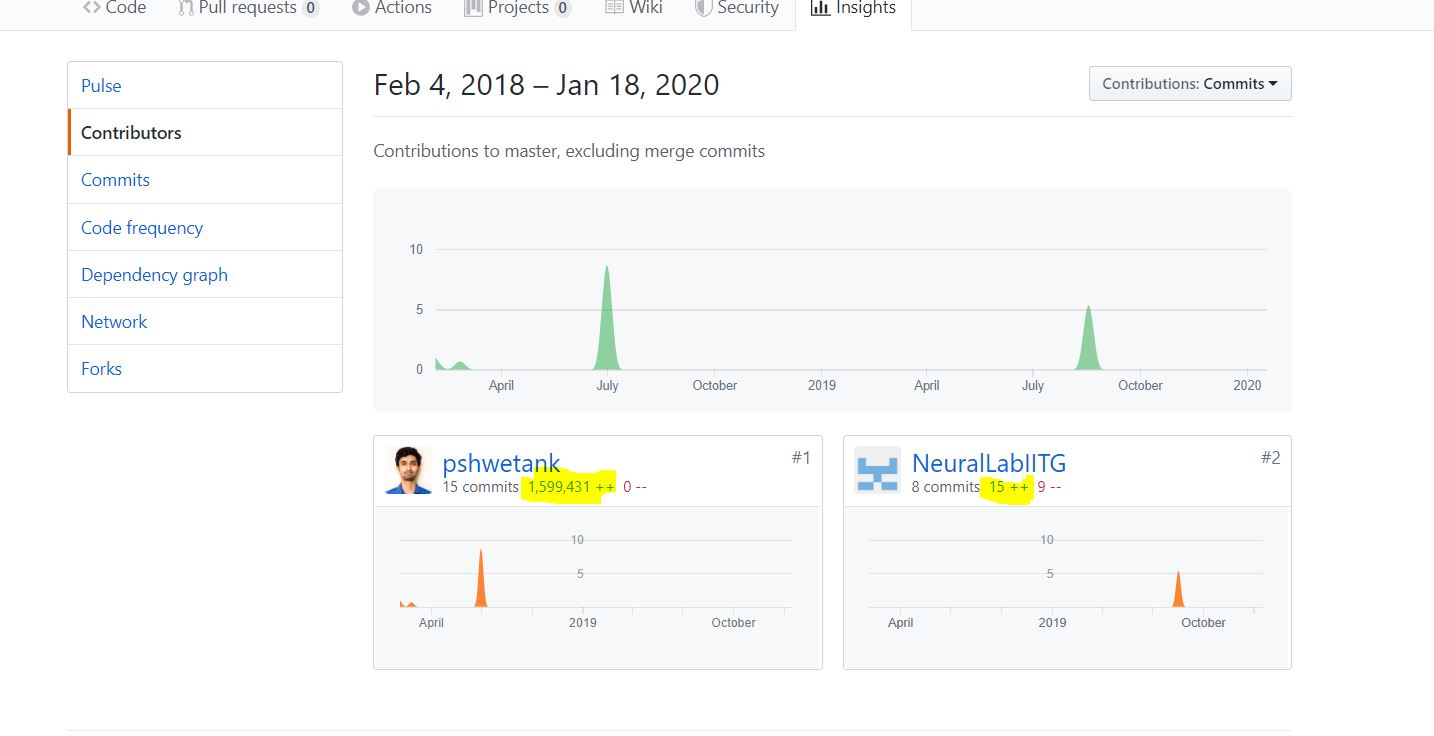 Code Pull requests 0 Actions Projects 0 Wiki Security Insights
Pulse
Contributors
Commits
Code frequency
Dependency graph
Network
Forks
Feb 4, 2018 – Jan 18, 2020
Contributions: Commits
Contributions to master, excluding merge commits
10
5
0
April July October 2019 April July October 2020
pshwetank #1
15 commits 1,599,431 ++ 0 --
10
5
April 2019 October
NeuralLabIITG #2
8 commits 15 ++ 9 --
10
5
April 2019 October